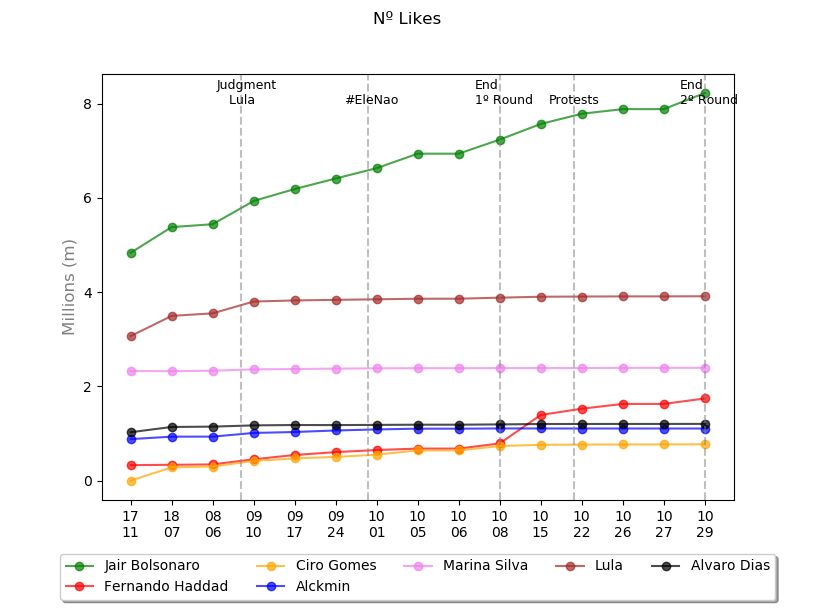 Nº Likes
Judgment
Lula
#EleNao
End
1º Round
Protests
End
2º Round
Millions (m)
8
6
4
2
0
17 18 08 09 09 09 10 10 10 10 10 10 10 10 10
11 07 06 10 17 24 01 05 06 08 15 22 26 27 29
Jair Bolsonaro Ciro Gomes Marina Silva Lula Alvaro Dias
Fernando Haddad Alckmin